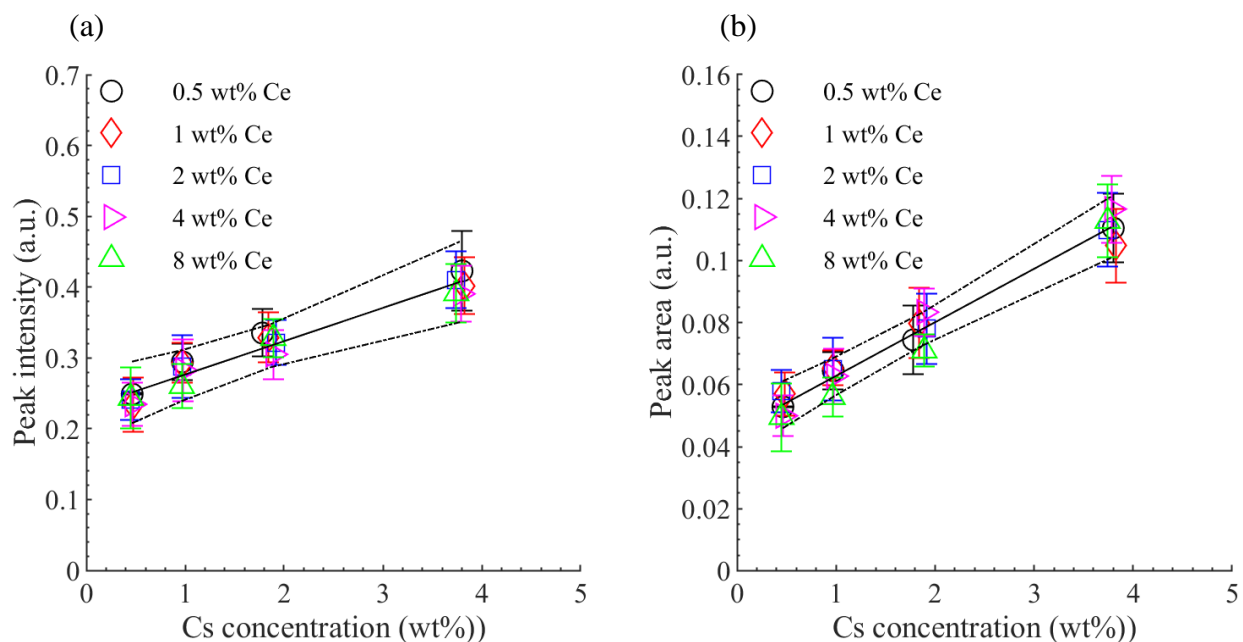 (a)
0.7
0.6
0.5
0.4
0.3
0.2
0.1
0
0 1 2 3 4 5
Peak intensity (a.u.)
Cs concentration (wt%))
0.5 wt% Ce
1 wt% Ce
2 wt% Ce
4 wt% Ce
8 wt% Ce
(b)
0.16
0.14
0.12
0.1
0.08
0.06
0.04
0.02
0
0 1 2 3 4 5
Peak area (a.u.)
Cs concentration (wt%))
0.5 wt% Ce
1 wt% Ce
2 wt% Ce
4 wt% Ce
8 wt% Ce